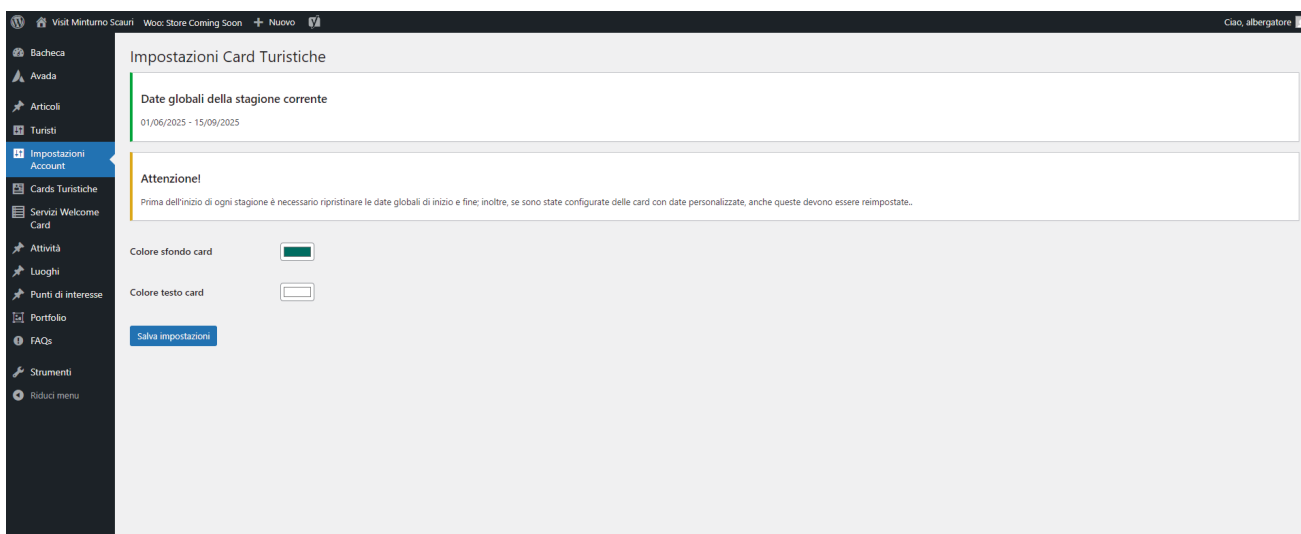 Visit Minturno Scauri Woo: Store Coming Soon + Nuovo Ciao, albergatore
Bacheca
Avada
Articoli
Turisti
Impostazioni
Account
Cards Turistiche
Servizi Welcome
Card
Attività
Luoghi
Punti di interesse
Portfolio
FAQs
Strumenti
Riduci menu
Impostazioni Card Turistiche
Date globali della stagione corrente
01/06/2025 - 15/09/2025
Attenzione!
Prima dell'inizio di ogni stagione è necessario ripristinare le date globali di inizio e fine; inoltre, se sono state configurate delle card con date personalizzate, anche queste devono essere reimpostate..
Colore sfondo card
Colore testo card
Salva impostazioni